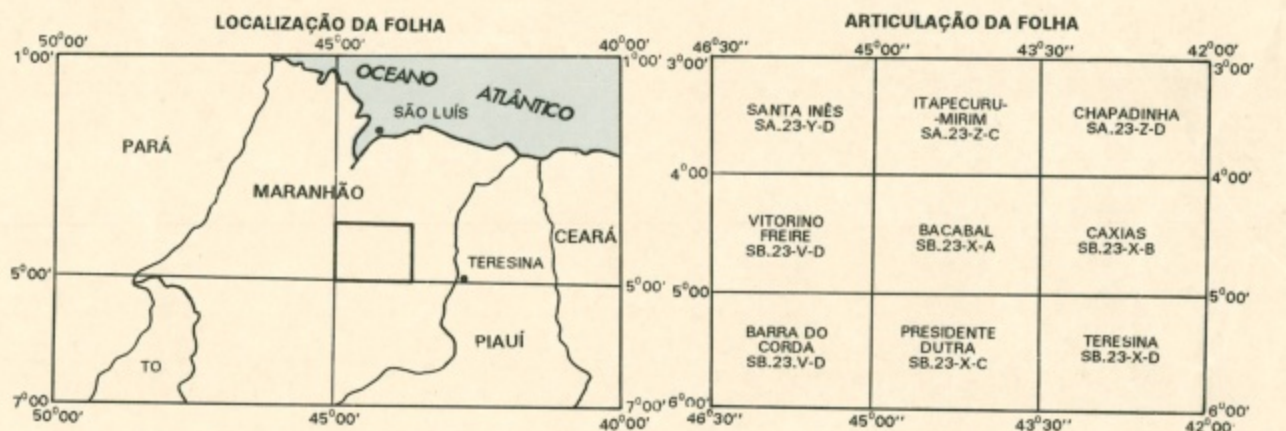 LOCALIZAÇÃO DA FOLHA
50°00' 45°00' 40°00'
1°00' 1°00'
OCEANO
ATLÂNTICO
SÃO LUÍS
PARÁ
MARANHÃO
CEARÁ
TERESINA
5°00' 5°00'
PIAUÍ
TO
7°00' 7°00'
50°00' 45°00' 40°00'
ARTICULAÇÃO DA FOLHA
46°30'' 45°00'' 43°30'' 42°00'
3°00' 3°00'
SANTA INÊS
SA.23-Y-D
ITAPECURU-
-MIRIM
SA.23-Z-C
CHAPADINHA
SA.23-Z-D
4°00 4°00'
VITORINO
FREIRE
SB.23-V-D
BACABAL
SB.23-X-A
CAXIAS
SB.23-X-B
5°00' 5°00'
BARRA DO
CORDA
SB.23.V-D
PRESIDENTE
DUTRA
SB.23-X-C
TERESINA
SB.23-X-D
6°00' 6°00'
46°30'' 45°00'' 43°30'' 42°00'